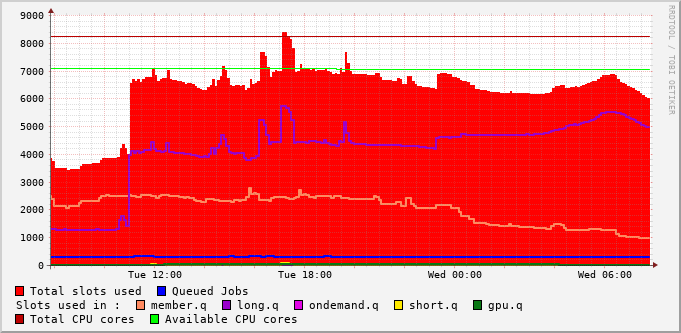 9000
8000
7000
6000
5000
4000
3000
2000
1000
0
Tue 12:00 Tue 18:00 Wed 00:00 Wed 06:00
Total slots used Queued Jobs
Slots used in : member.q long.q ondemand.q short.q gpu.q
Total CPU cores Available CPU cores
RRDTOOL / TOBI OETIKER